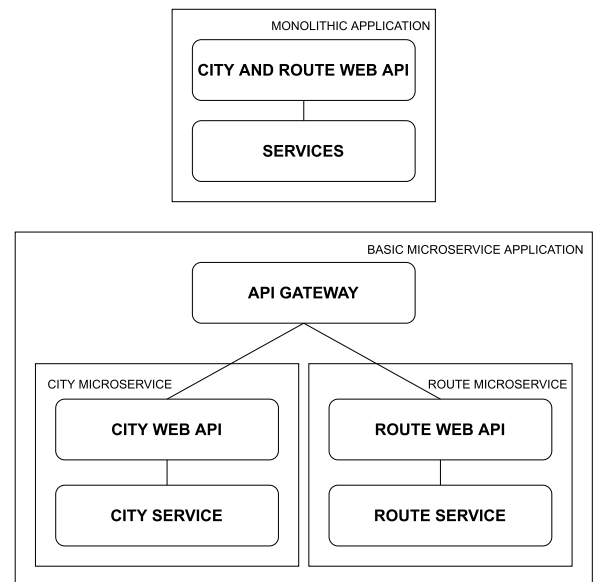 MONOLITHIC APPLICATION
CITY AND ROUTE WEB API
SERVICES
BASIC MICROSERVICE APPLICATION
API GATEWAY
CITY MICROSERVICE
CITY WEB API
CITY SERVICE
ROUTE MICROSERVICE
ROUTE WEB API
ROUTE SERVICE